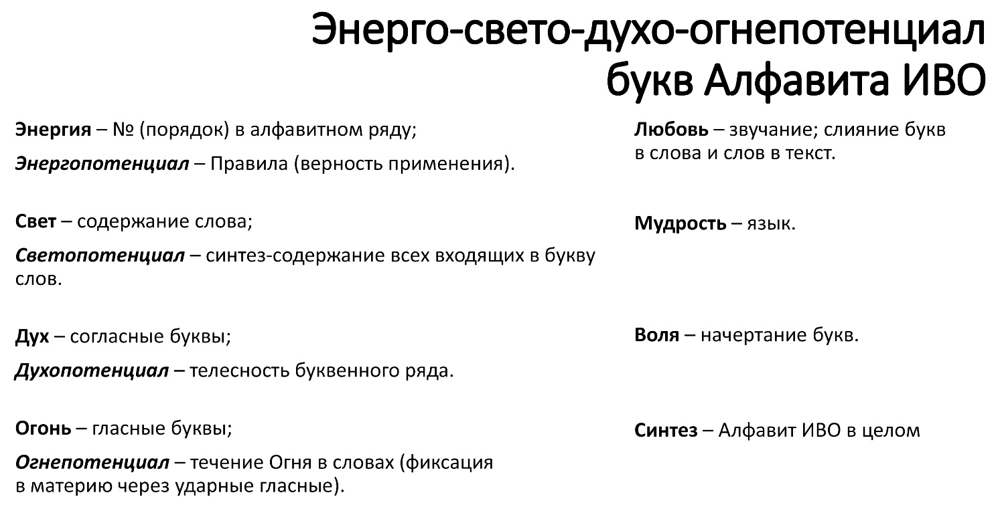 Энерго-свето-духо-огнепотенциал
букв Алфавита ИВО
Энергия – № (порядок) в алфавитном ряду;
Энергопотенциал – Правила (верность применения).
Свет – содержание слова;
Светопотенциал – синтез-содержание всех входящих в букву
слов.
Дух – согласные буквы;
Духопотенциал – телесность буквенного ряда.
Огонь – гласные буквы;
Огнепотенциал – течение Огня в словах (фиксация
в материю через ударные гласные).
Любовь – звучание; слияние букв
в слова и слов в текст.
Мудрость – язык.
Воля – начертание букв.
Синтез – Алфавит ИВО в целом